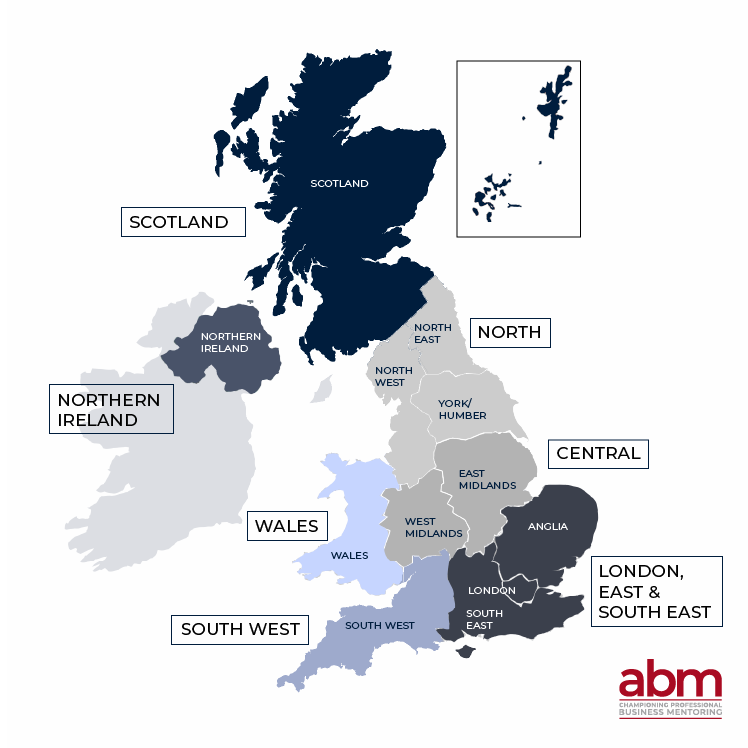 SCOTLAND
SCOTLAND
NORTHERN
IRELAND
NORTH
EAST
NORTH
NORTH
WEST
NORTHERN
IRELAND
YORK/
HUMBER
CENTRAL
EAST
MIDLANDS
WALES
WEST
MIDLANDS
ANGLIA
WALES
LONDON,
EAST &
SOUTH EAST
LONDON
SOUTH
EAST
SOUTH WEST
SOUTH WEST
abm
CHAMPIONING PROFESSIONAL
BUSINESS MENTORING